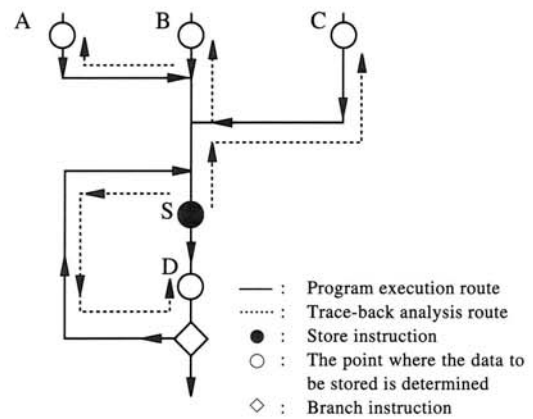 A
B
C
S
D
—— : Program execution route
........ : Trace-back analysis route
● : Store instruction
○ : The point where the data to
be stored is determined
◇ : Branch instruction